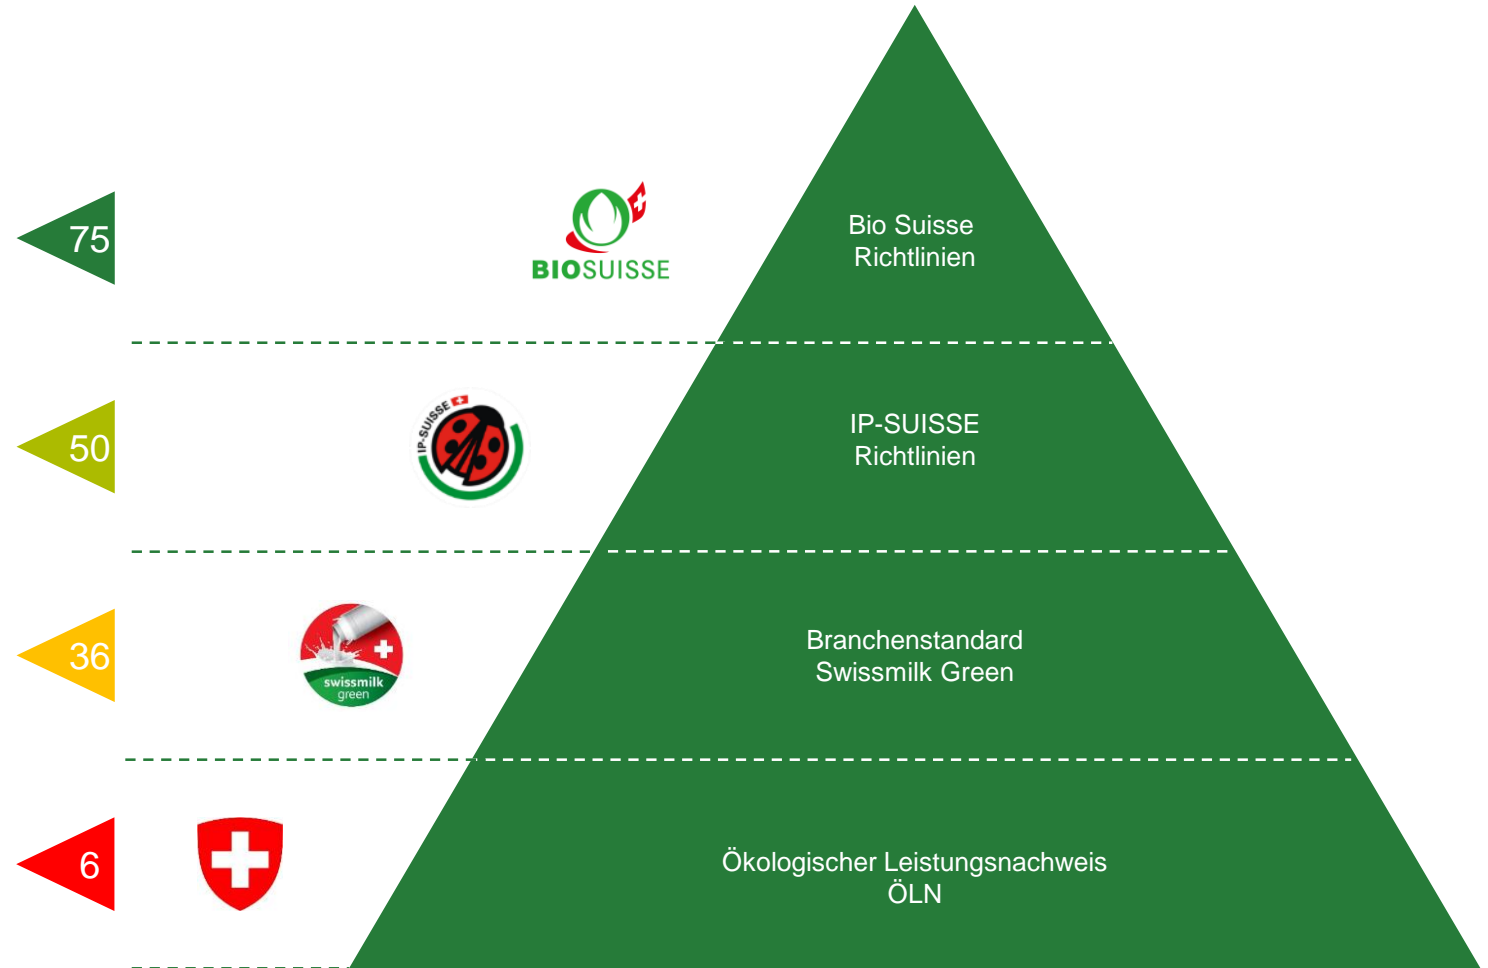 75
BIOSUISSE
Bio Suisse
Richtlinien
50
IP-SUISSE
IP-SUISSE
Richtlinien
36
swissmilk
green
Branchenstandard
Swissmilk Green
6
Ökologischer Leistungsnachweis
ÖLN